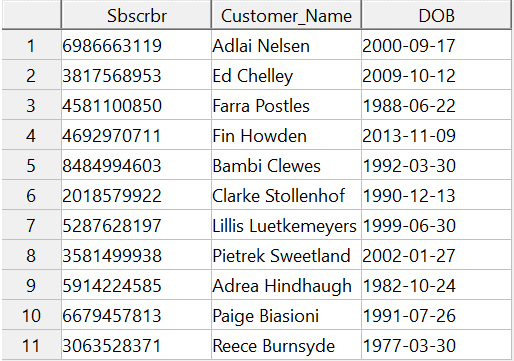 Sbscrbr Customer_Name DOB
1 6986663119 Adlai Nelsen 2000-09-17
2 3817568953 Ed Chelley 2009-10-12
3 4581100850 Farra Postles 1988-06-22
4 4692970711 Fin Howden 2013-11-09
5 8484994603 Bambi Clewes 1992-03-30
6 2018579922 Clarke Stollenhof 1990-12-13
7 5287628197 Lillis Luetkemeyers 1999-06-30
8 3581499938 Pietrek Sweetland 2002-01-27
9 5914224585 Adrea Hindhaugh 1982-10-24
10 6679457813 Paige Biasioni 1991-07-26
11 3063528371 Reece Burnsyde 1977-03-30